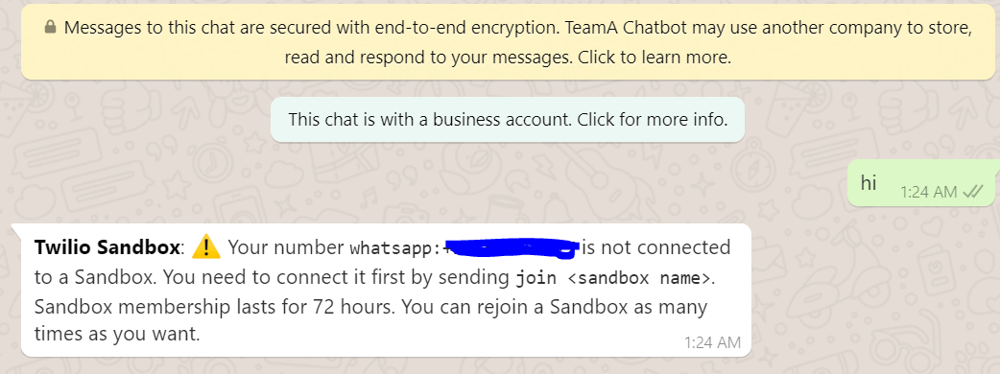 Messages to this chat are secured with end-to-end encryption. TeamA Chatbot may use another company to store,
read and respond to your messages. Click to learn more.
This chat is with a business account. Click for more info.
hi 1:24 AM
Twilio Sandbox: ⚠️ Your number whatsapp:+ is not connected
to a Sandbox. You need to connect it first by sending join <sandbox name>.
Sandbox membership lasts for 72 hours. You can rejoin a Sandbox as many
times as you want. 1:24 AM